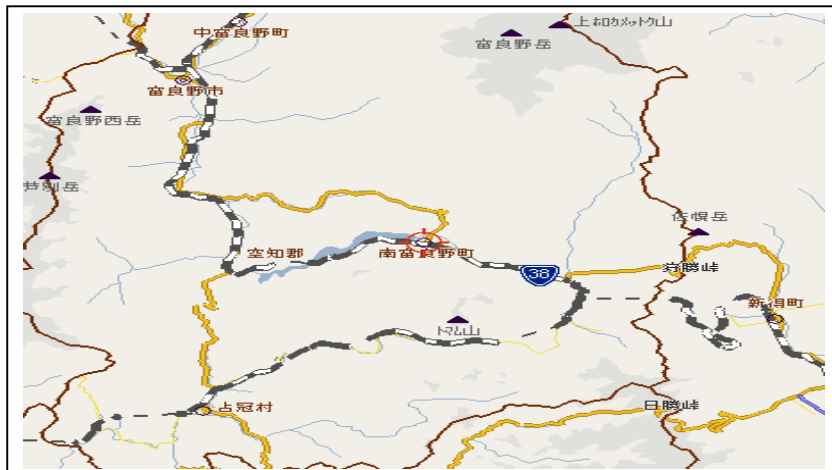 中富良野町
上ホロカメットク山
富良野岳
富良野市
富良野西岳
芦別岳
佐幌岳
空知郡
南富良野町
狩勝峠
38
新得町
トマム山
占冠村
日勝峠